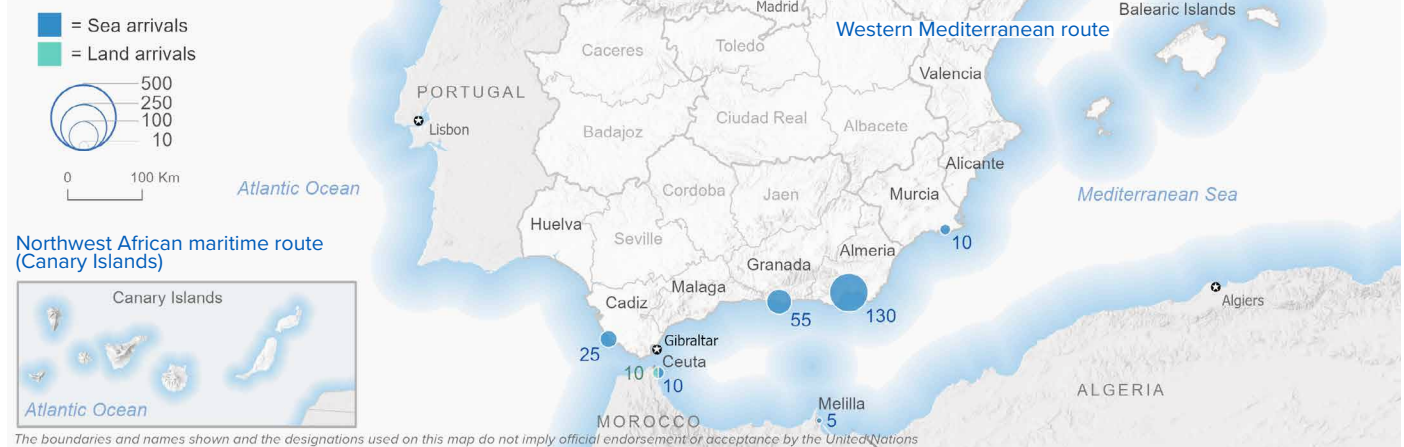 = Sea arrivals
= Land arrivals
500
250
100
10
0 100 Km
Atlantic Ocean
Northwest African maritime route
(Canary Islands)
Canary Islands
Atlantic Ocean
Madrid
Western Mediterranean route
Balearic Islands
Caceres
Toledo
Valencia
PORTUGAL
Lisbon
Badajoz
Ciudad Real
Albacete
Alicante
Cordoba
Jaen
Murcia
Mediterranean Sea
Huelva
Seville
10
Almeria
Granada
Malaga
Cadiz
55
130
Algiers
25
Gibraltar
Ceuta
10
10
ALGERIA
Melilla
5
MOROCCO
The boundaries and names shown and the designations used on this map do not imply official endorsement or acceptance by the United Nations